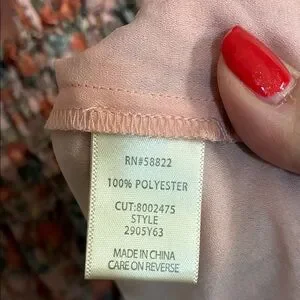 RN#58822
100% POLYESTER
CUT:8002475
STYLE
2905Y63
MADE IN CHINA
CARE ON REVERSE